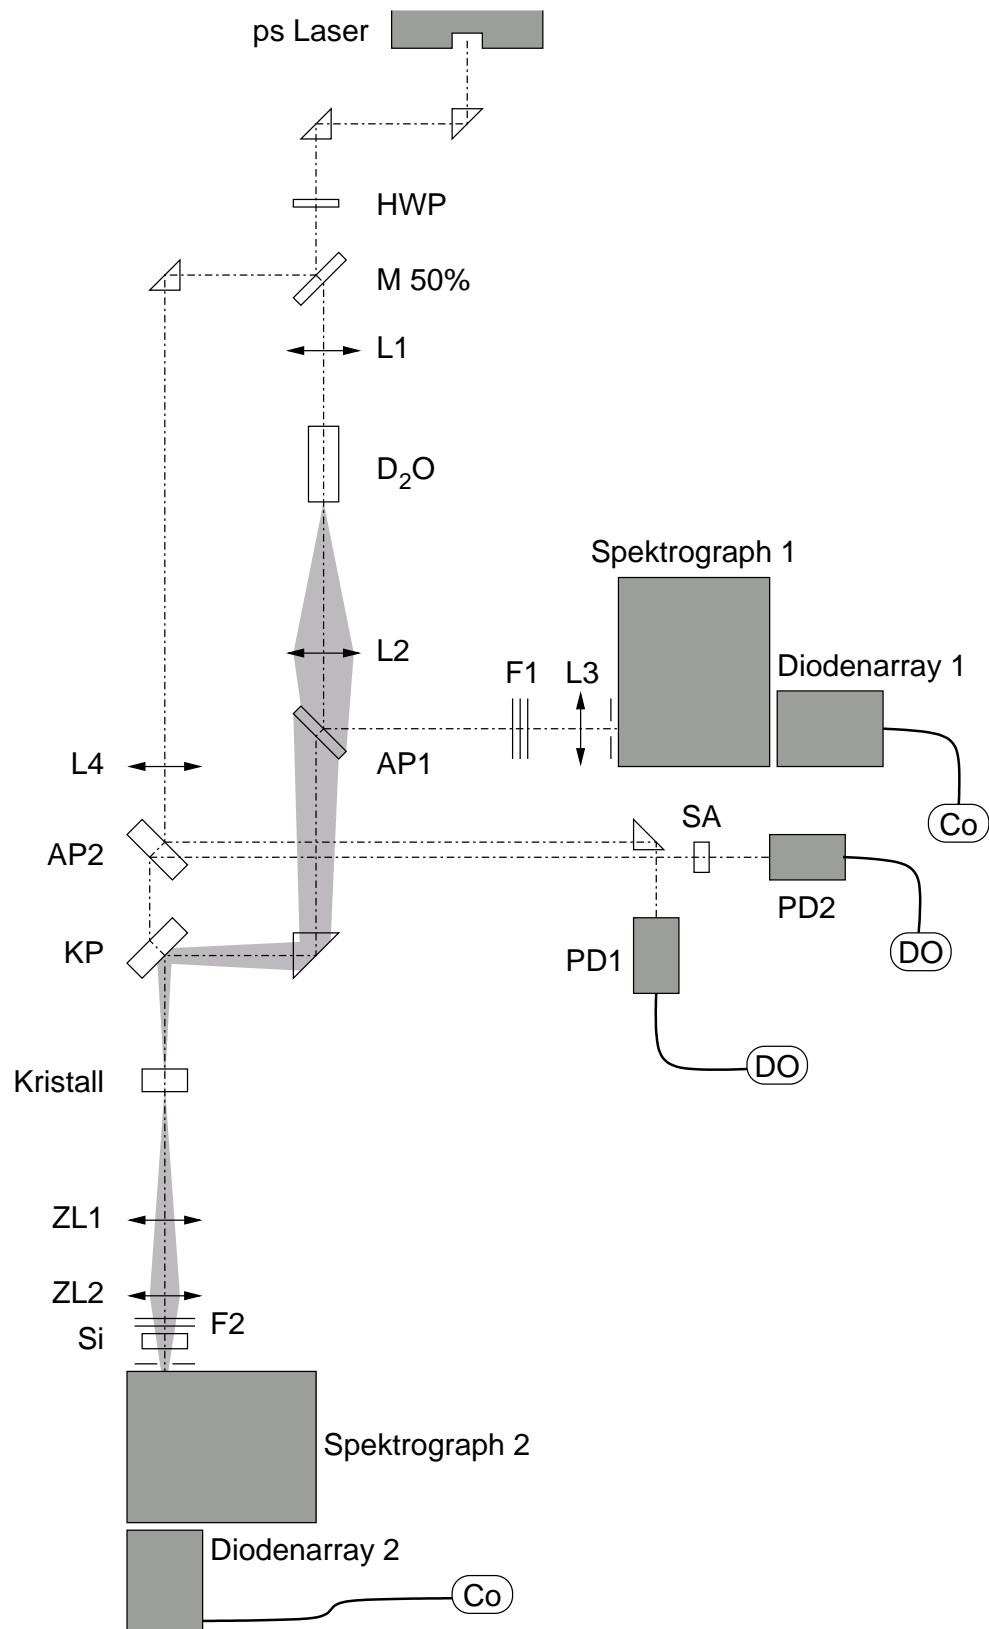 ps Laser
HWP
M 50%
L1
D₂O
Spektrograph 1
L2
F1 L3
Diodenarray 1
AP1
L4
SA
Co
AP2
PD2
KP
PD1
DO
DO
Kristall
ZL1
ZL2
F2
Si
Spektrograph 2
Diodenarray 2
Co